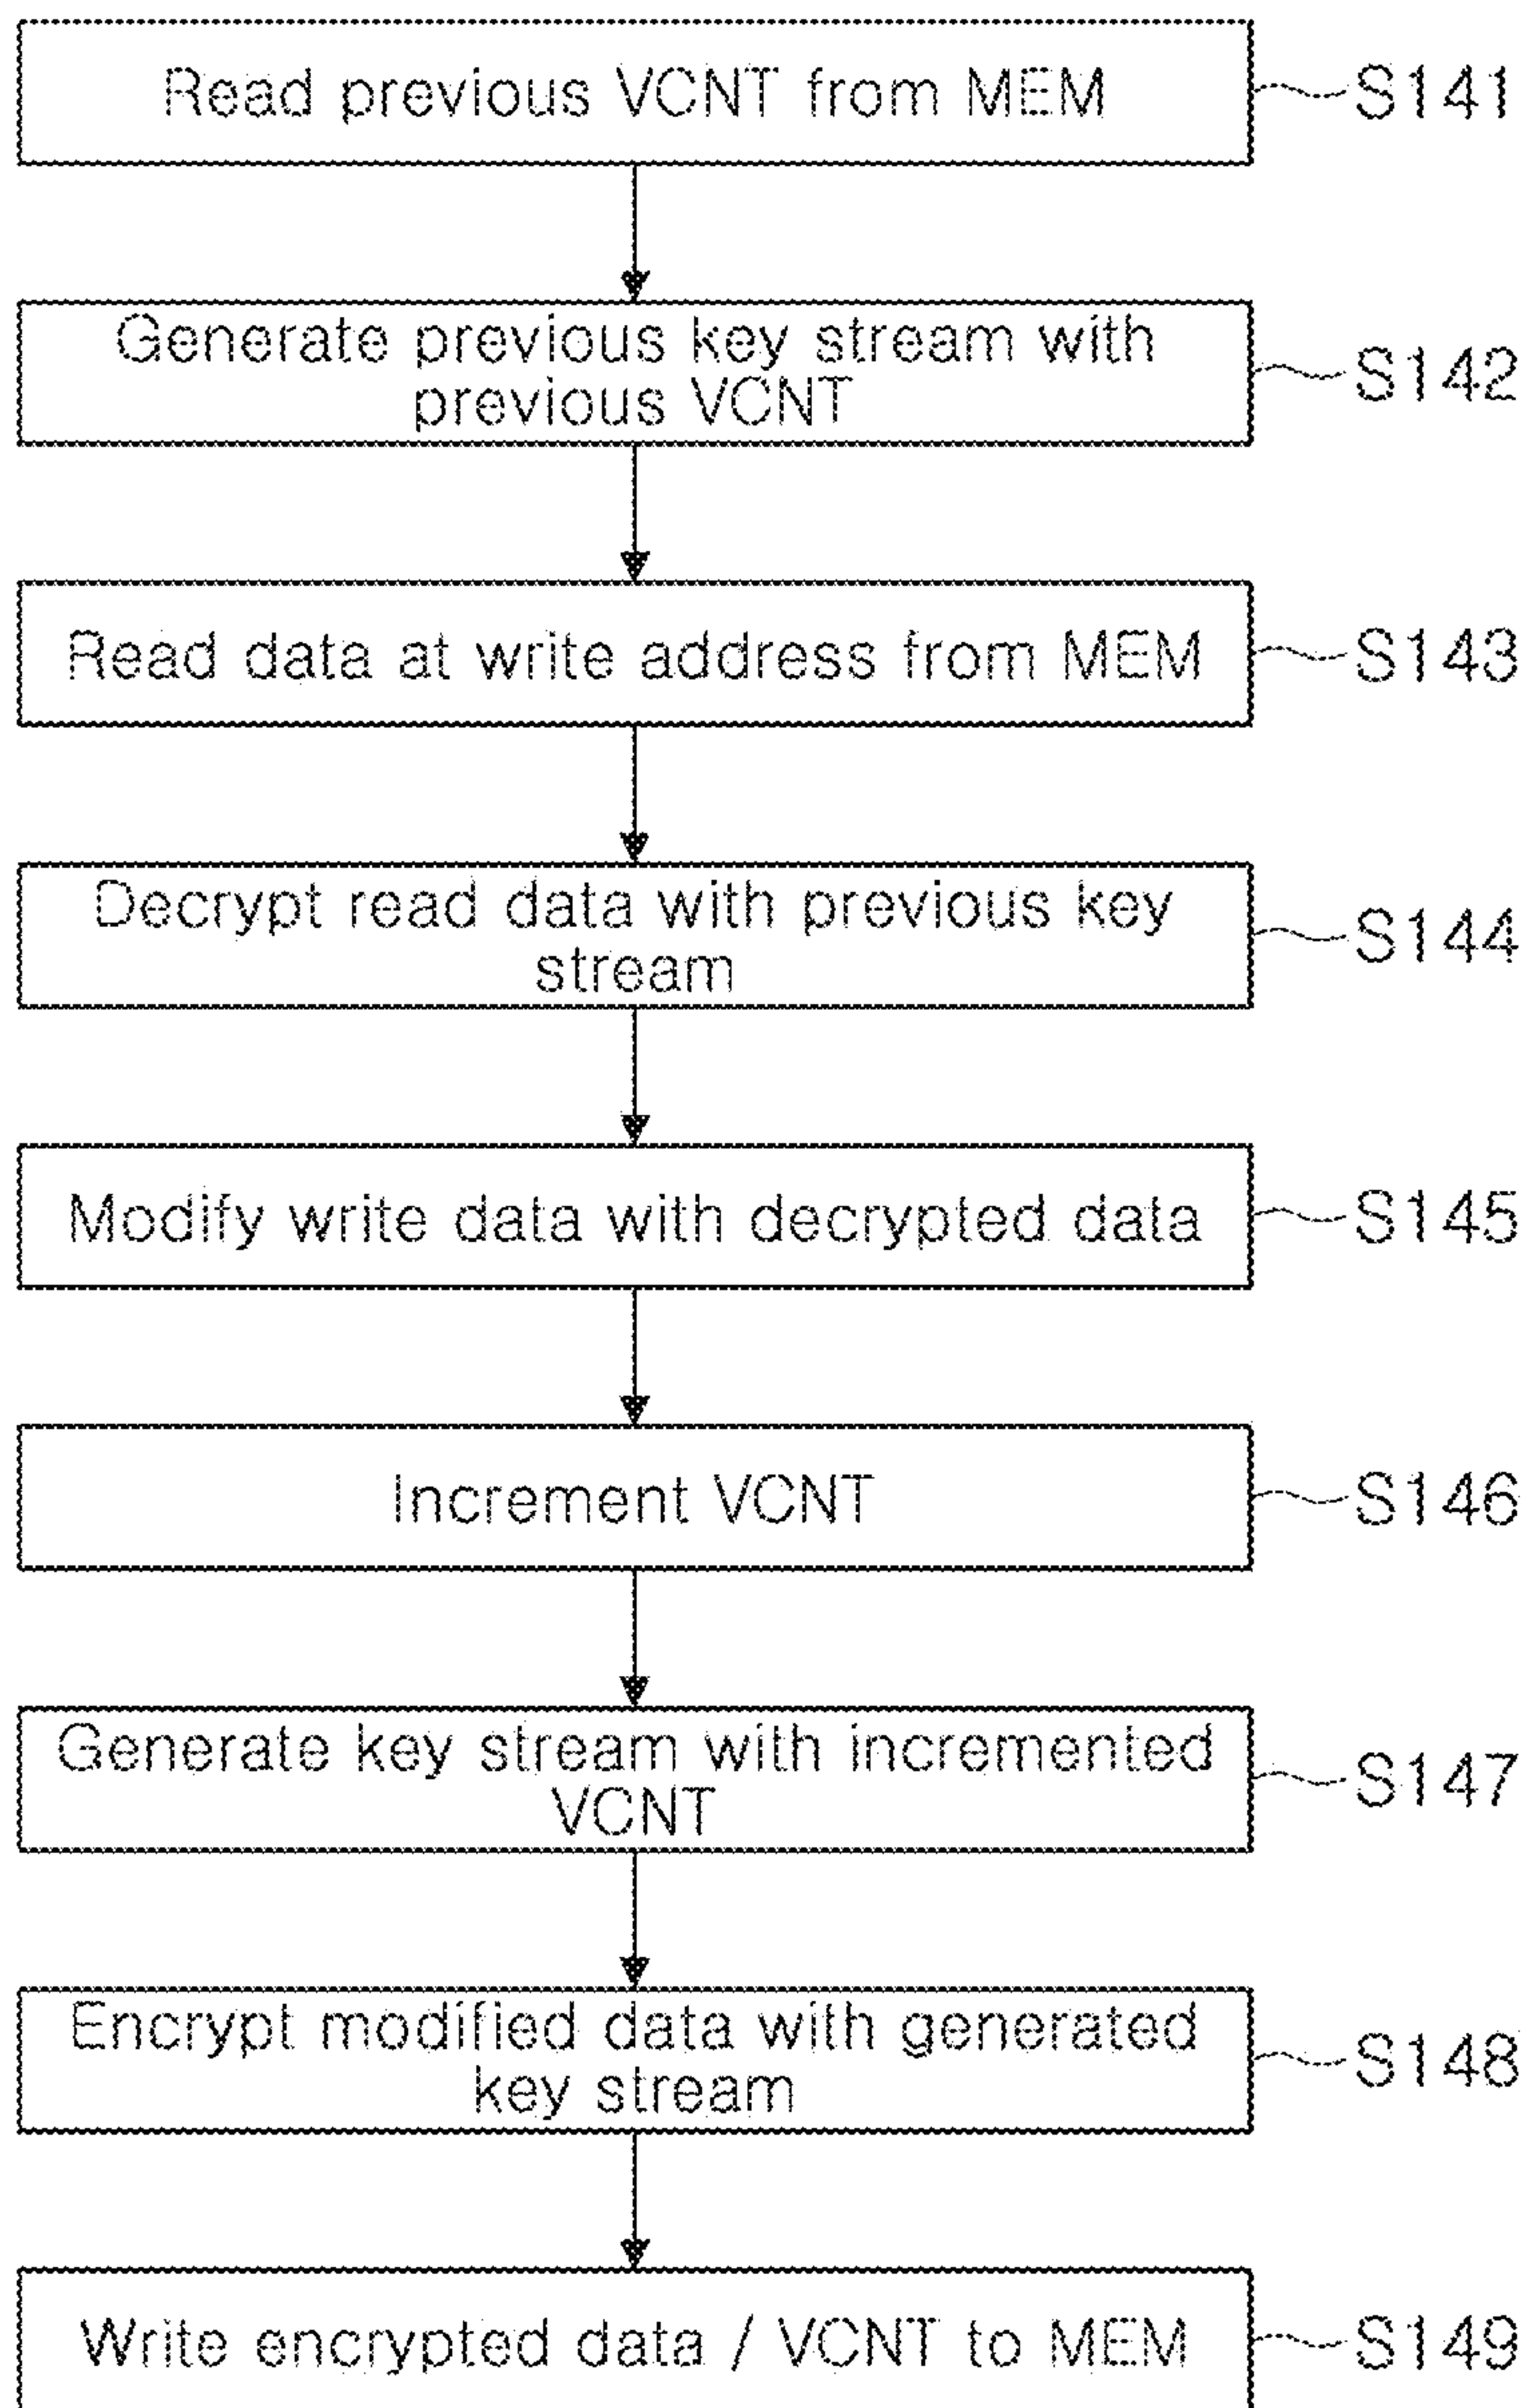 Read previous VCNT from MEM
S141
Generate previous key stream with
previous VCNT
S142
Read data at write address from MEM
S143
Decrypt read data with previous key
stream
S144
Modify write data with decrypted data
S145
Increment VCNT
S146
Generate key stream with incremented
VCNT
S147
Encrypt modified data with generated
key stream
S148
Write encrypted data / VCNT to MEM
S149